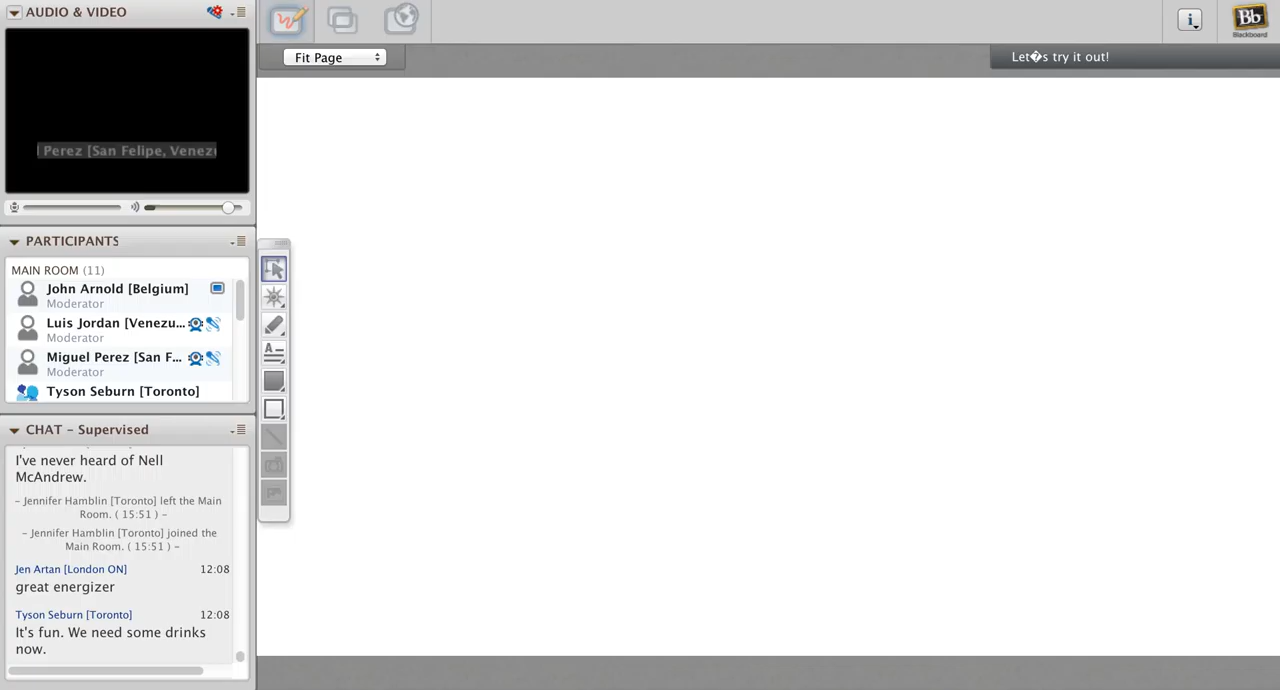 AUDIO & VIDEO
Perez [San Felipe, Venezu
PARTICIPANTS
MAIN ROOM (11)
John Arnold [Belgium]
Moderator
Luis Jordan [Venezu...
Moderator
Miguel Perez [San F...
Moderator
Tyson Seburn [Toronto]
CHAT – Supervised
I've never heard of Nell
McAndrew.
– Jennifer Hamblin [Toronto] left the Main
Room. ( 15:51 ) –
– Jennifer Hamblin [Toronto] joined the
Main Room. ( 15:51 ) –
Jen Artan [London ON] 12:08
great energizer
Tyson Seburn [Toronto] 12:08
It's fun. We need some drinks
now.
Fit Page
Let�s try it out!
Bb
Blackboard